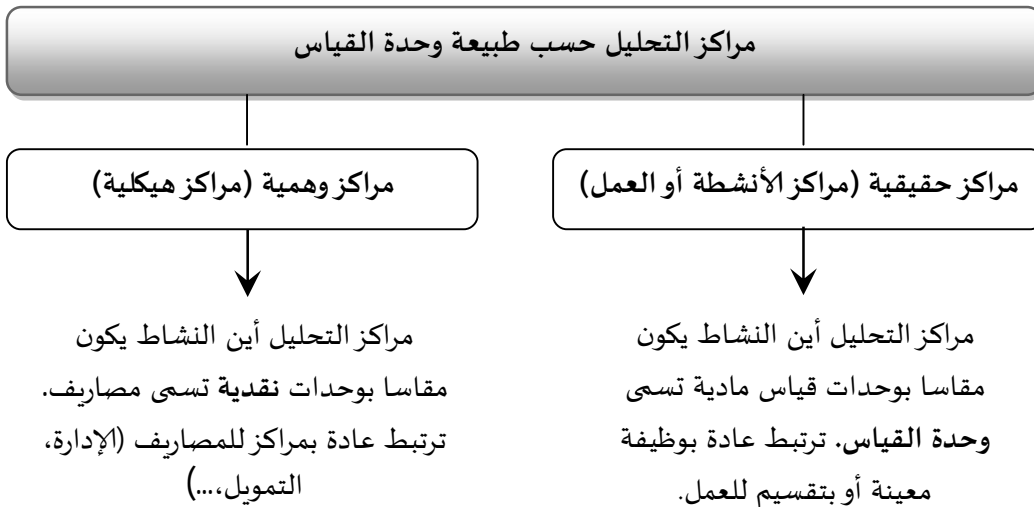 مراكز التحليل حسب طبيعة وحدة القياس
مراكز حقيقية (مراكز الأنشطة أو العمل)
مراكز التحليل أين النشاط يكون
مقاسا بوحدات قياس مادية تسمى
وحدة القياس. ترتبط عادة بوظيفة
معينة أو بتقسيم للعمل.
مراكز وهمية (مراكز هيكلية)
مراكز التحليل أين النشاط يكون
مقاسا بوحدات نقدية تسمى مصاريف.
ترتبط عادة بمراكز للمصاريف (الإدارة،
التمويل،...)